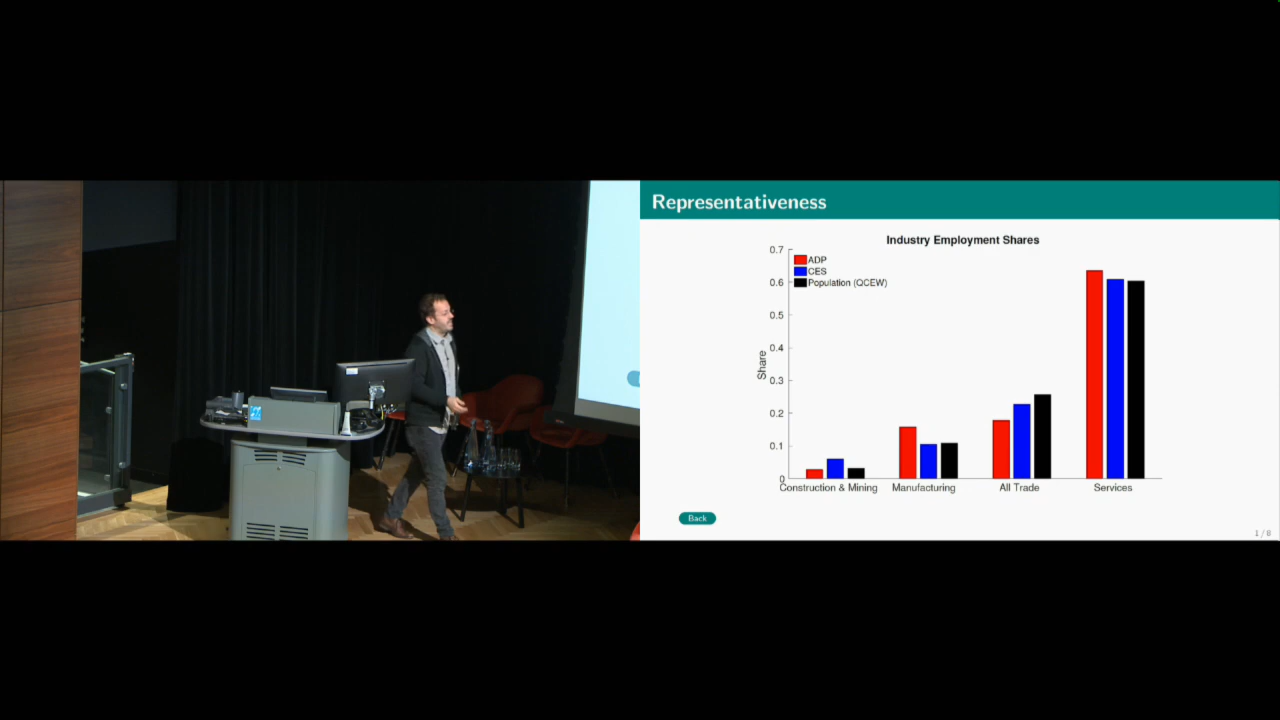 Representativeness
Industry Employment Shares
ADP
CES
Population (QCEW)
Share
0.7
0.6
0.5
0.4
0.3
0.2
0.1
0
Construction & Mining
Manufacturing
All Trade
Services
Back
1 / 8